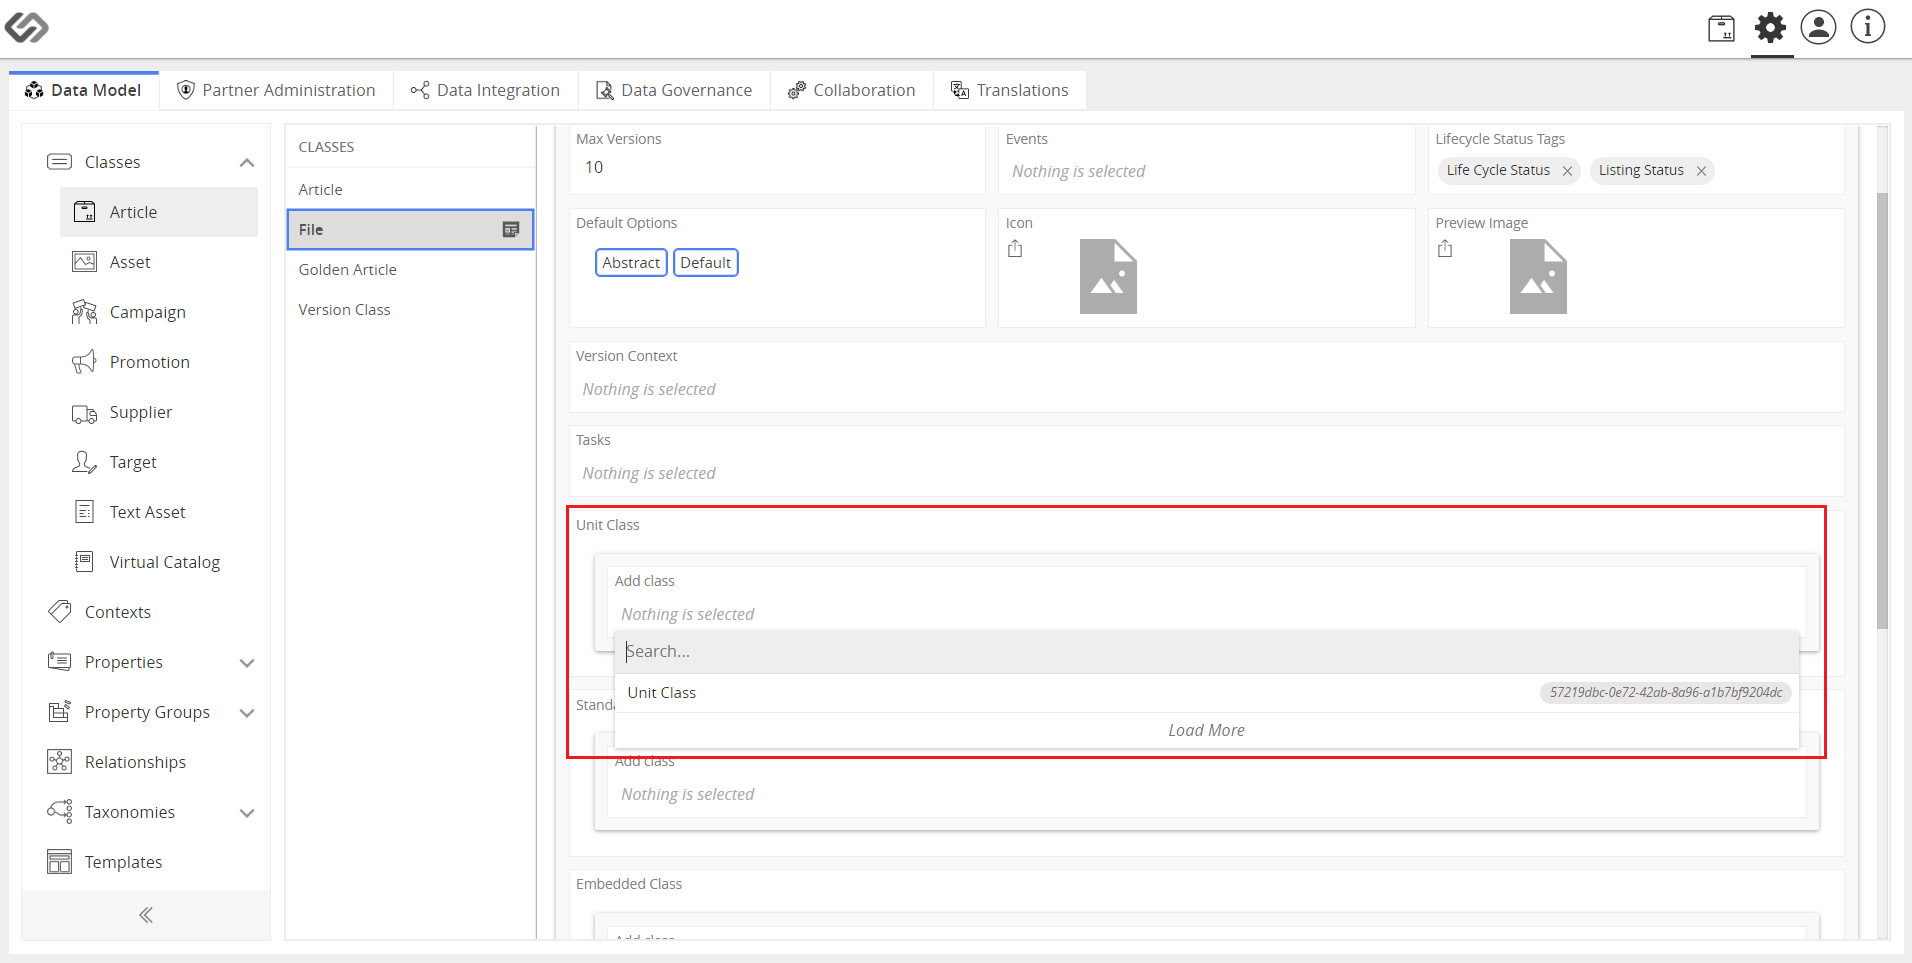 Data Model
Partner Administration
Data Integration
Data Governance
Collaboration
Translations
Classes
Article
Asset
Campaign
Promotion
Supplier
Target
Text Asset
Virtual Catalog
Contexts
Properties
Property Groups
Relationships
Taxonomies
Templates
CLASSES
Article
File
Golden Article
Version Class
Max Versions
10
Events
Nothing is selected
Lifecycle Status Tags
Life Cycle Status
Listing Status
Default Options
Abstract
Default
Icon
Preview Image
Version Context
Nothing is selected
Tasks
Nothing is selected
Unit Class
Add class
Nothing is selected
Search...
Unit Class
57219dbc-0e72-42ab-8a96-a1b7bf9204dc
Load More
Add class
Nothing is selected
Embedded Class